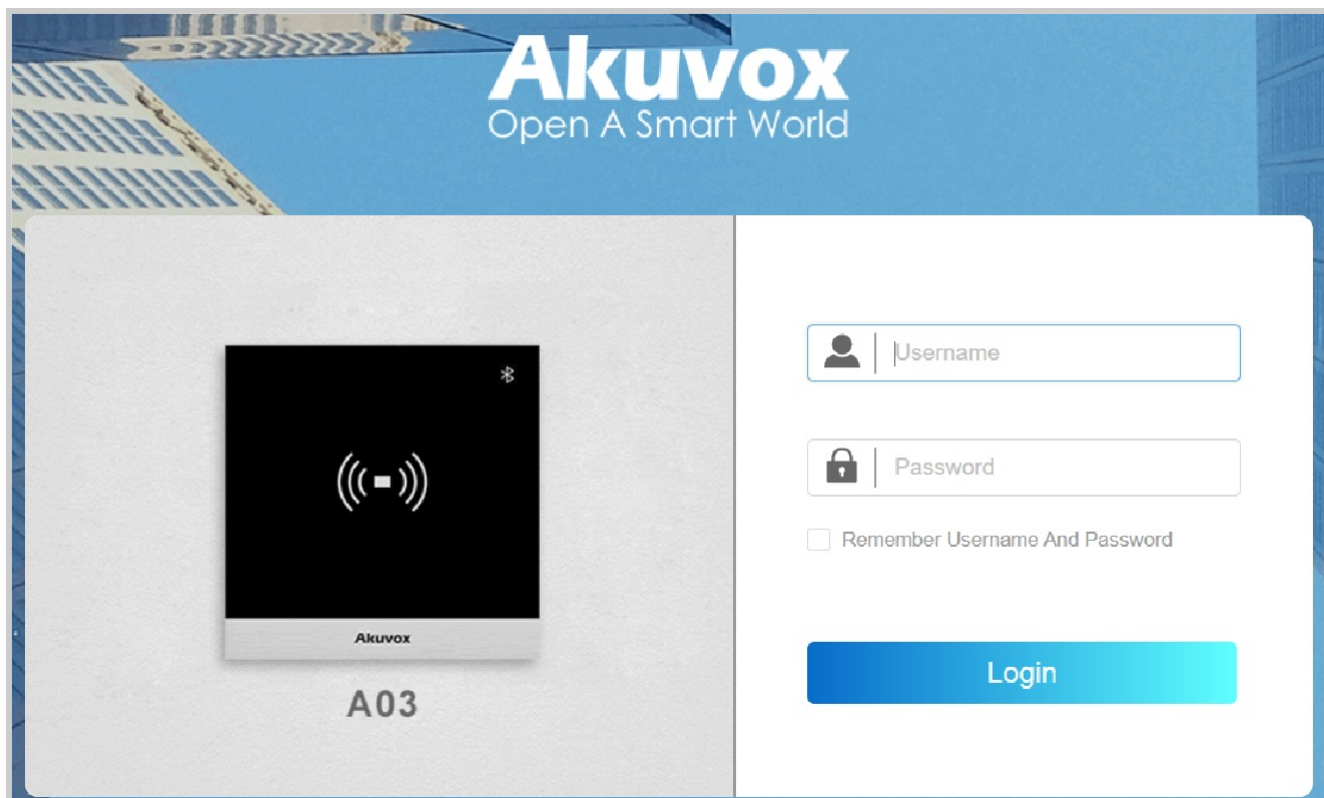 Akuvox
Open A Smart World
Akuvox
A03
Username
Password
Remember Username And Password
Login